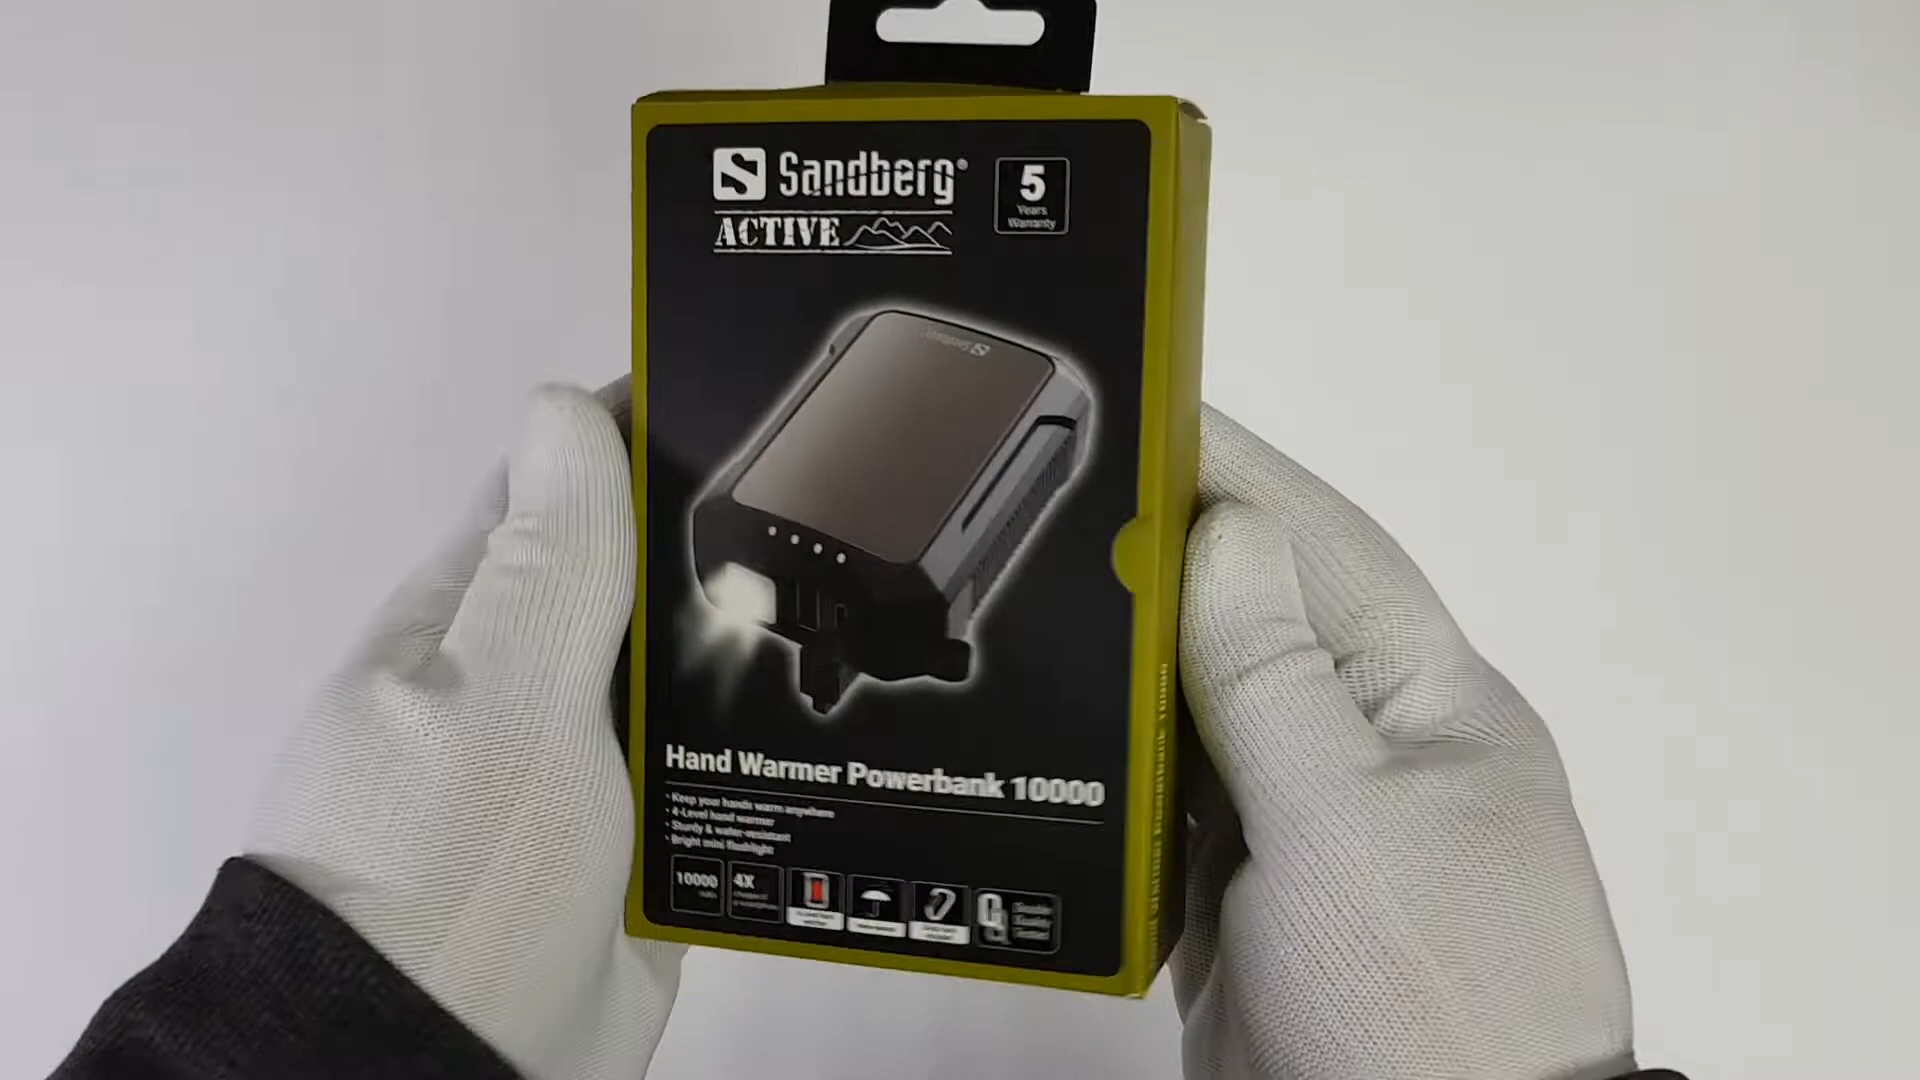 Sandberg®
ACTIVE
5
Years
Warranty
Sandberg
Hand Warmer Powerbank 10000
• Keep your hands warm anywhere
• 4-Level hand warmer
• Sturdy & water-resistant
• Bright mini flashlight
10000
4X